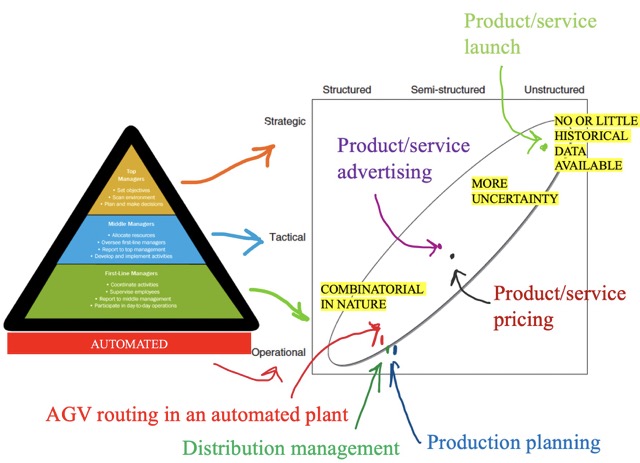 Product/service
launch
Structured
Semi-structured
Unstructured
Strategic
NO OR LITTLE
HISTORICAL
DATA
AVAILABLE
Product/service
advertising
MORE
UNCERTAINTY
Top
Managers
• Set objectives
• Scan environment
• Plan and make decisions
Middle Managers
• Allocate resources
• Oversee first-line managers
• Report to top management
• Develop and implement activities
Tactical
First-Line Managers
• Coordinate activities
• Supervise employees
• Report to middle management
• Participate in day-to-day operations
COMBINATORIAL
IN NATURE
Product/service
pricing
AUTOMATED
Operational
AGV routing in an automated plant
Distribution management
Production planning